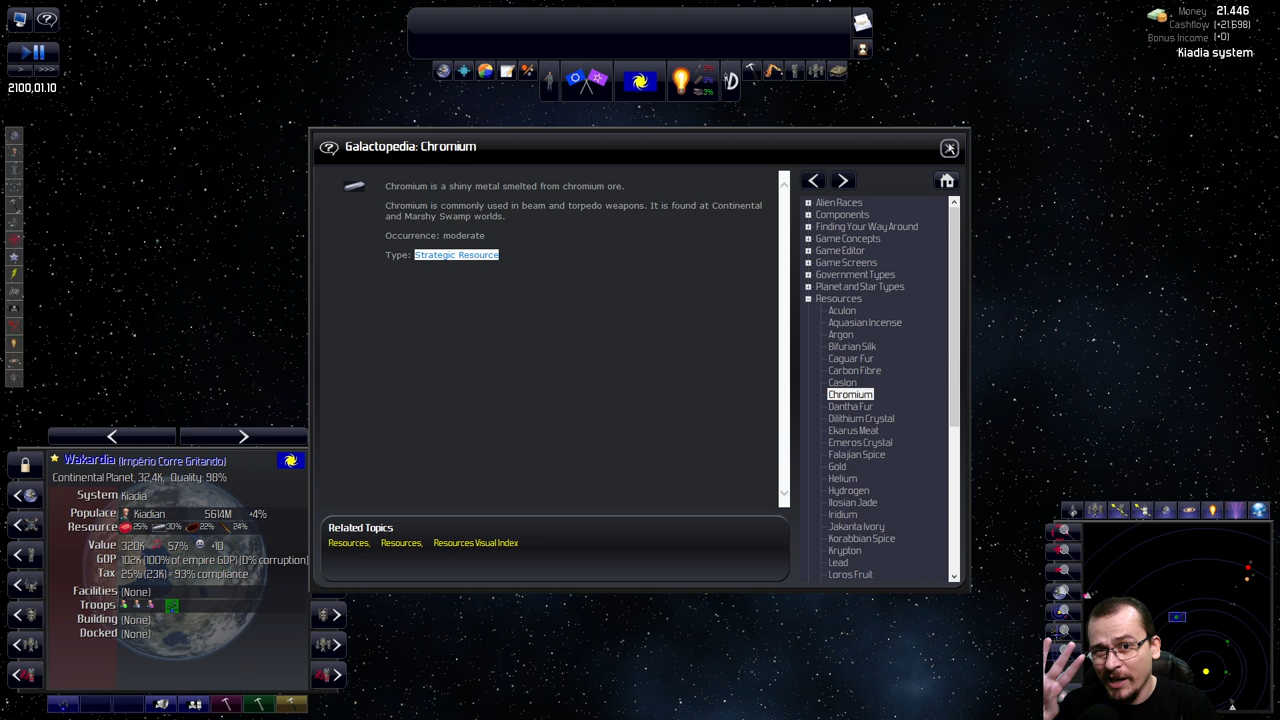 Money 21.446
Cashflow (+21.698)
Bonus Income (+0)
Kiadia system
2100.01.10
3%
Galactopedia: Chromium
Chromium is a shiny metal smelted from chromium ore.
Chromium is commonly used in beam and torpedo weapons. It is found at Continental
and Marshy Swamp worlds.
Occurrence: moderate
Type: Strategic Resource
Related Topics
Resources, Resources, Resources Visual Index
Alien Races
Components
Finding Your Way Around
Game Concepts
Game Editor
Game Screens
Government Types
Planet and Star Types
Resources
Aculon
Aquasian Incense
Argon
Bifurian Silk
Caguar Fur
Carbon Fibre
Caslon
Chromium
Dantha Fur
Dilithium Crystal
Ekarus Meat
Emeros Crystal
Falajian Spice
Gold
Helium
Hydrogen
Ilosian Jade
Iridium
Jakanta Ivory
Korabbian Spice
Krypton
Lead
Loros Fruit
Wakardia (Império Corre Gritando)
Continental Planet, 32,4K, Quality: 98%
System Kiadia
Populace Kiadian 5614M +4%
Resource 25% 30% 22% 24%
Value 320K 57% +10
GDP 102K (100% of empire GDP) (0% corruption)
Tax 25% (23K) = 93% compliance
Facilities (None)
Troops
Building (None)
Docked (None)